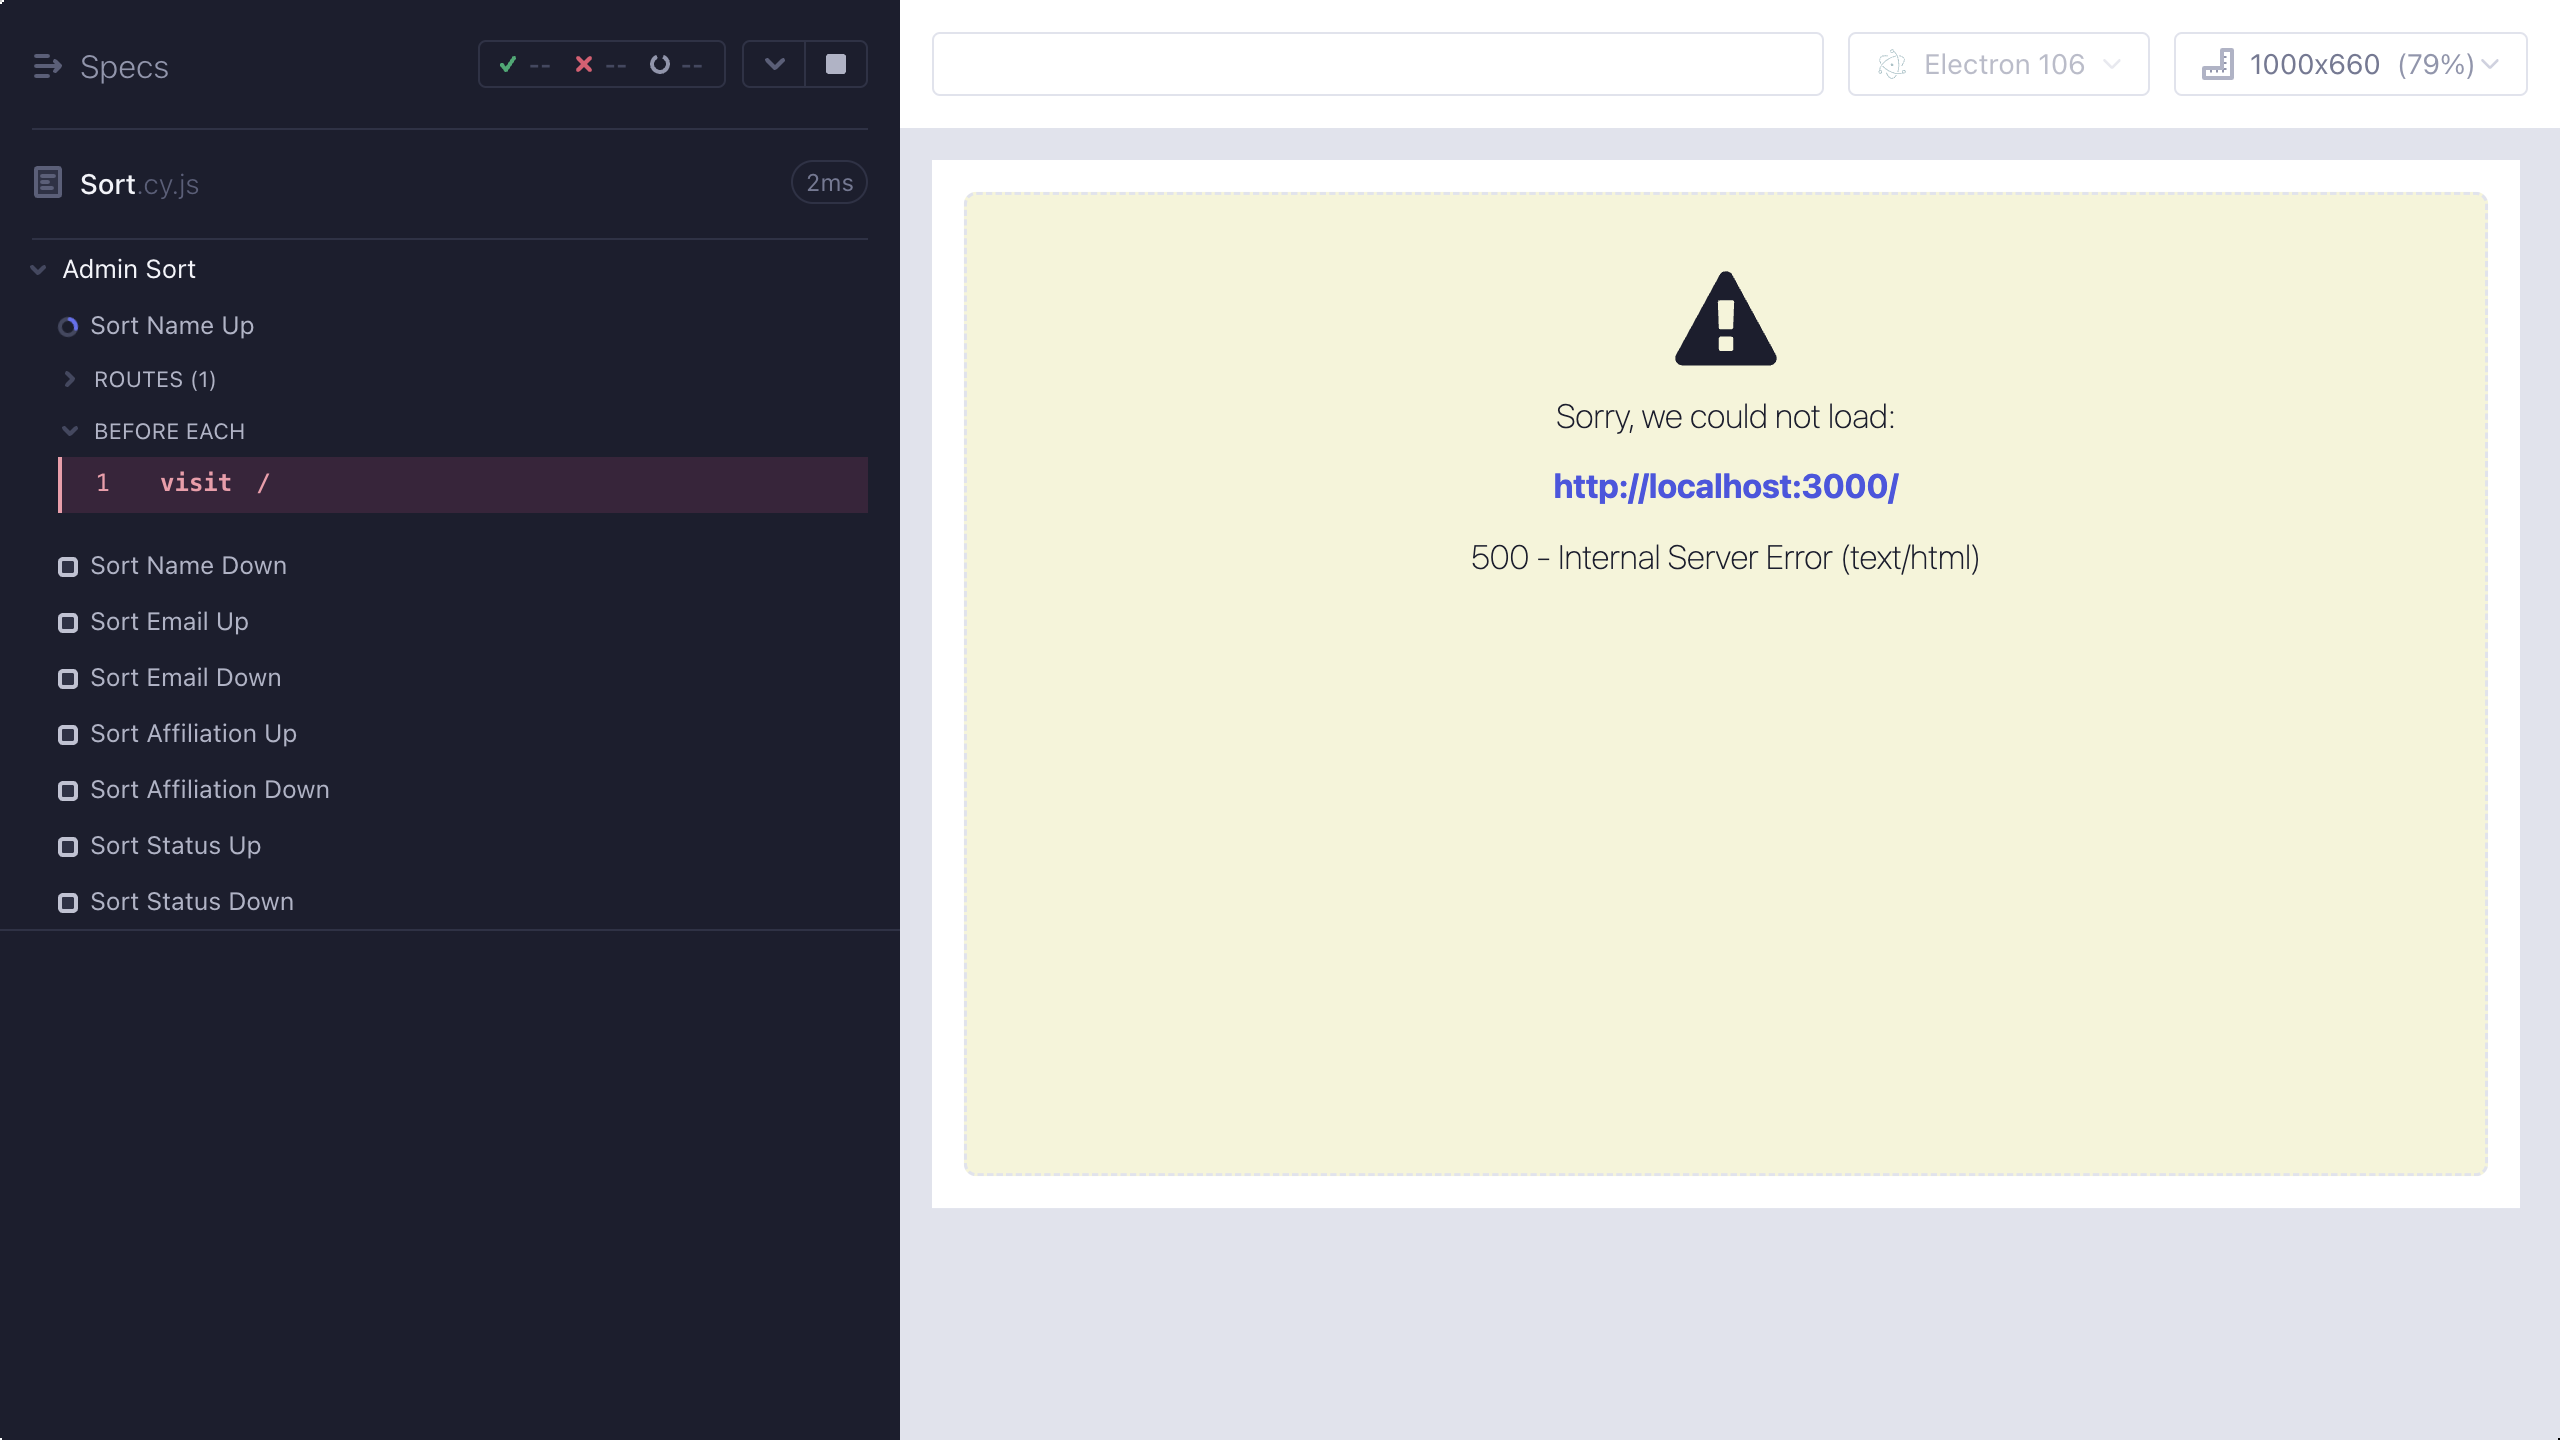 Specs
-- -- --
Sort.cy.js
2ms
Admin Sort
Sort Name Up
ROUTES (1)
BEFORE EACH
1 visit /
Sort Name Down
Sort Email Up
Sort Email Down
Sort Affiliation Up
Sort Affiliation Down
Sort Status Up
Sort Status Down
Electron 106
1000x660 (79%)
Sorry, we could not load:
http://localhost:3000/
500 - Internal Server Error (text/html)